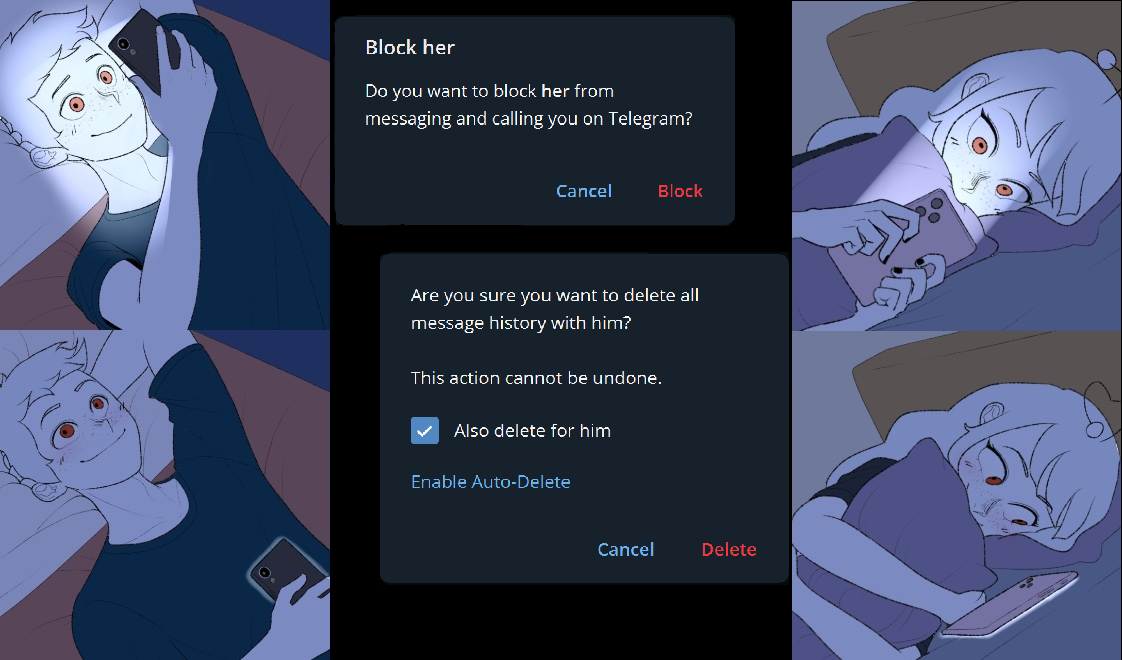 Block her
Do you want to block her from
messaging and calling you on Telegram?
Cancel Block
Are you sure you want to delete all
message history with him?
This action cannot be undone.
Also delete for him
Enable Auto-Delete
Cancel Delete